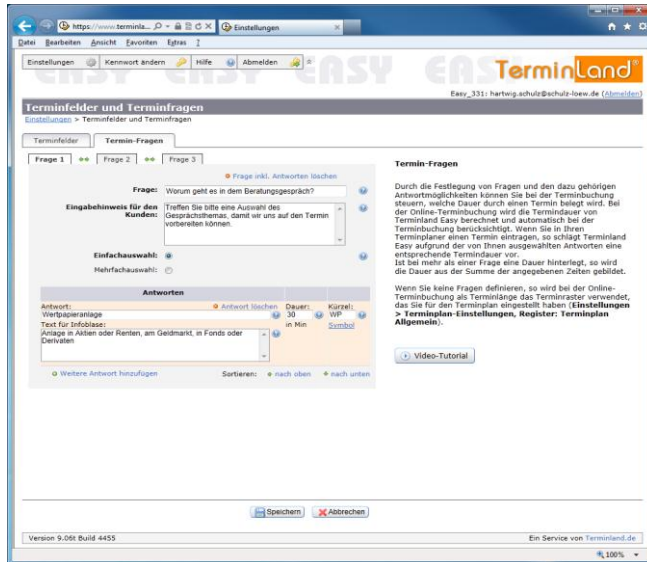 https://www.terminla...
Einstellungen
Datei Bearbeiten Ansicht Favoriten Extras ?
Einstellungen Kennwort ändern Hilfe Abmelden
EASY
TerminLand®
Easy_331: hartwig.schulz@schulz-loew.de (Abmelden)
Terminfelder und Terminfragen
Einstellungen > Terminfelder und Terminfragen
Terminfelder Termin-Fragen
Frage 1 Frage 2 Frage 3
Frage inkl. Antworten löschen
Frage: Worum geht es in dem Beratungsgespräch?
Eingabehinweis für den Kunden: Treffen Sie bitte eine Auswahl des
Gesprächsthemas, damit wir uns auf den Termin
vorbereiten können.
Einfachauswahl:
Mehrfachauswahl:
Antworten
Antwort: Antwort löschen Dauer: Kürzel:
Wertpapieranlage 30 WP
Text für Infoblase: in Min Symbol
Anlage in Aktien oder Renten, am Geldmarkt, in Fonds oder
Derivaten
Weitere Antwort hinzufügen Sortieren: nach oben nach unten
Termin-Fragen
Durch die Festlegung von Fragen und den dazu gehörigen
Antwortmöglichkeiten können Sie bei der Terminbuchung
steuern, welche Dauer durch einen Termin belegt wird. Bei
der Online-Terminbuchung wird die Termindauer von
Terminland Easy berechnet und automatisch bei der
Terminbuchung berücksichtigt. Wenn Sie in Ihren
Terminplaner einen Termin eintragen, so schlägt Terminland
Easy aufgrund der von Ihnen ausgewählten Antworten eine
entsprechende Termindauer vor.
Ist bei mehr als einer Frage eine Dauer hinterlegt, so wird
die Dauer aus der Summe der angegebenen Zeiten gebildet.
Wenn Sie keine Fragen definieren, so wird bei der Online-
Terminbuchung als Terminlänge das Terminraster verwendet,
das Sie für den Terminplan eingestellt haben (Einstellungen
> Terminplan-Einstellungen, Register: Terminplan
Allgemein).
Video-Tutorial
Speichern Abbrechen
Version 9.06t Build 4455 Ein Service von Terminland.de
100%